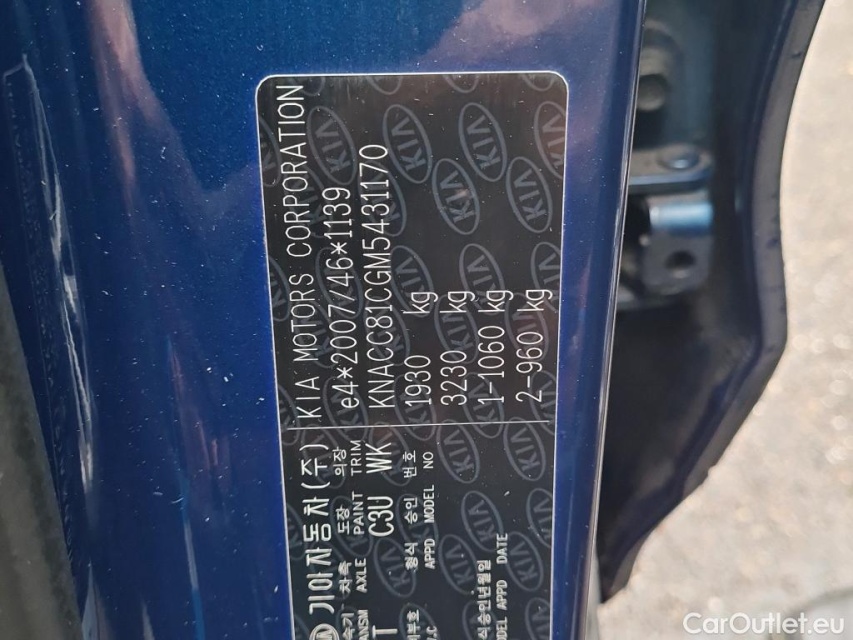 KIA MOTORS CORPORATION
e4*2007/46*1139
KNACC81CGM5431170
1930 kg
3230 kg
1-1060 kg
2-960 kg
KIA
기아자동차(주)
차축 도장 의장
AXLE PAINT TRIM
C3U WK
형식 승인 번호
APPD MODEL NO
APPD DATE
CarOutlet.eu